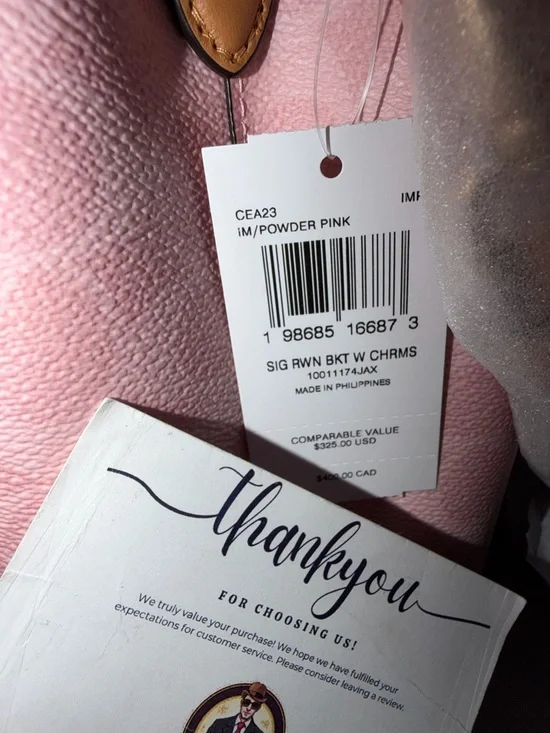 CEA23
iM/POWDER PINK
1 98685 16687 3
SIG RWN BKT W CHRMS
10011174JAX
MADE IN PHILIPPINES
COMPARABLE VALUE
$325.00 USD
$400.00 CAD
thankyou
FOR CHOOSING US!
We truly value your purchase! We hope we have fulfilled your
expectations for customer service. Please consider leaving a review.